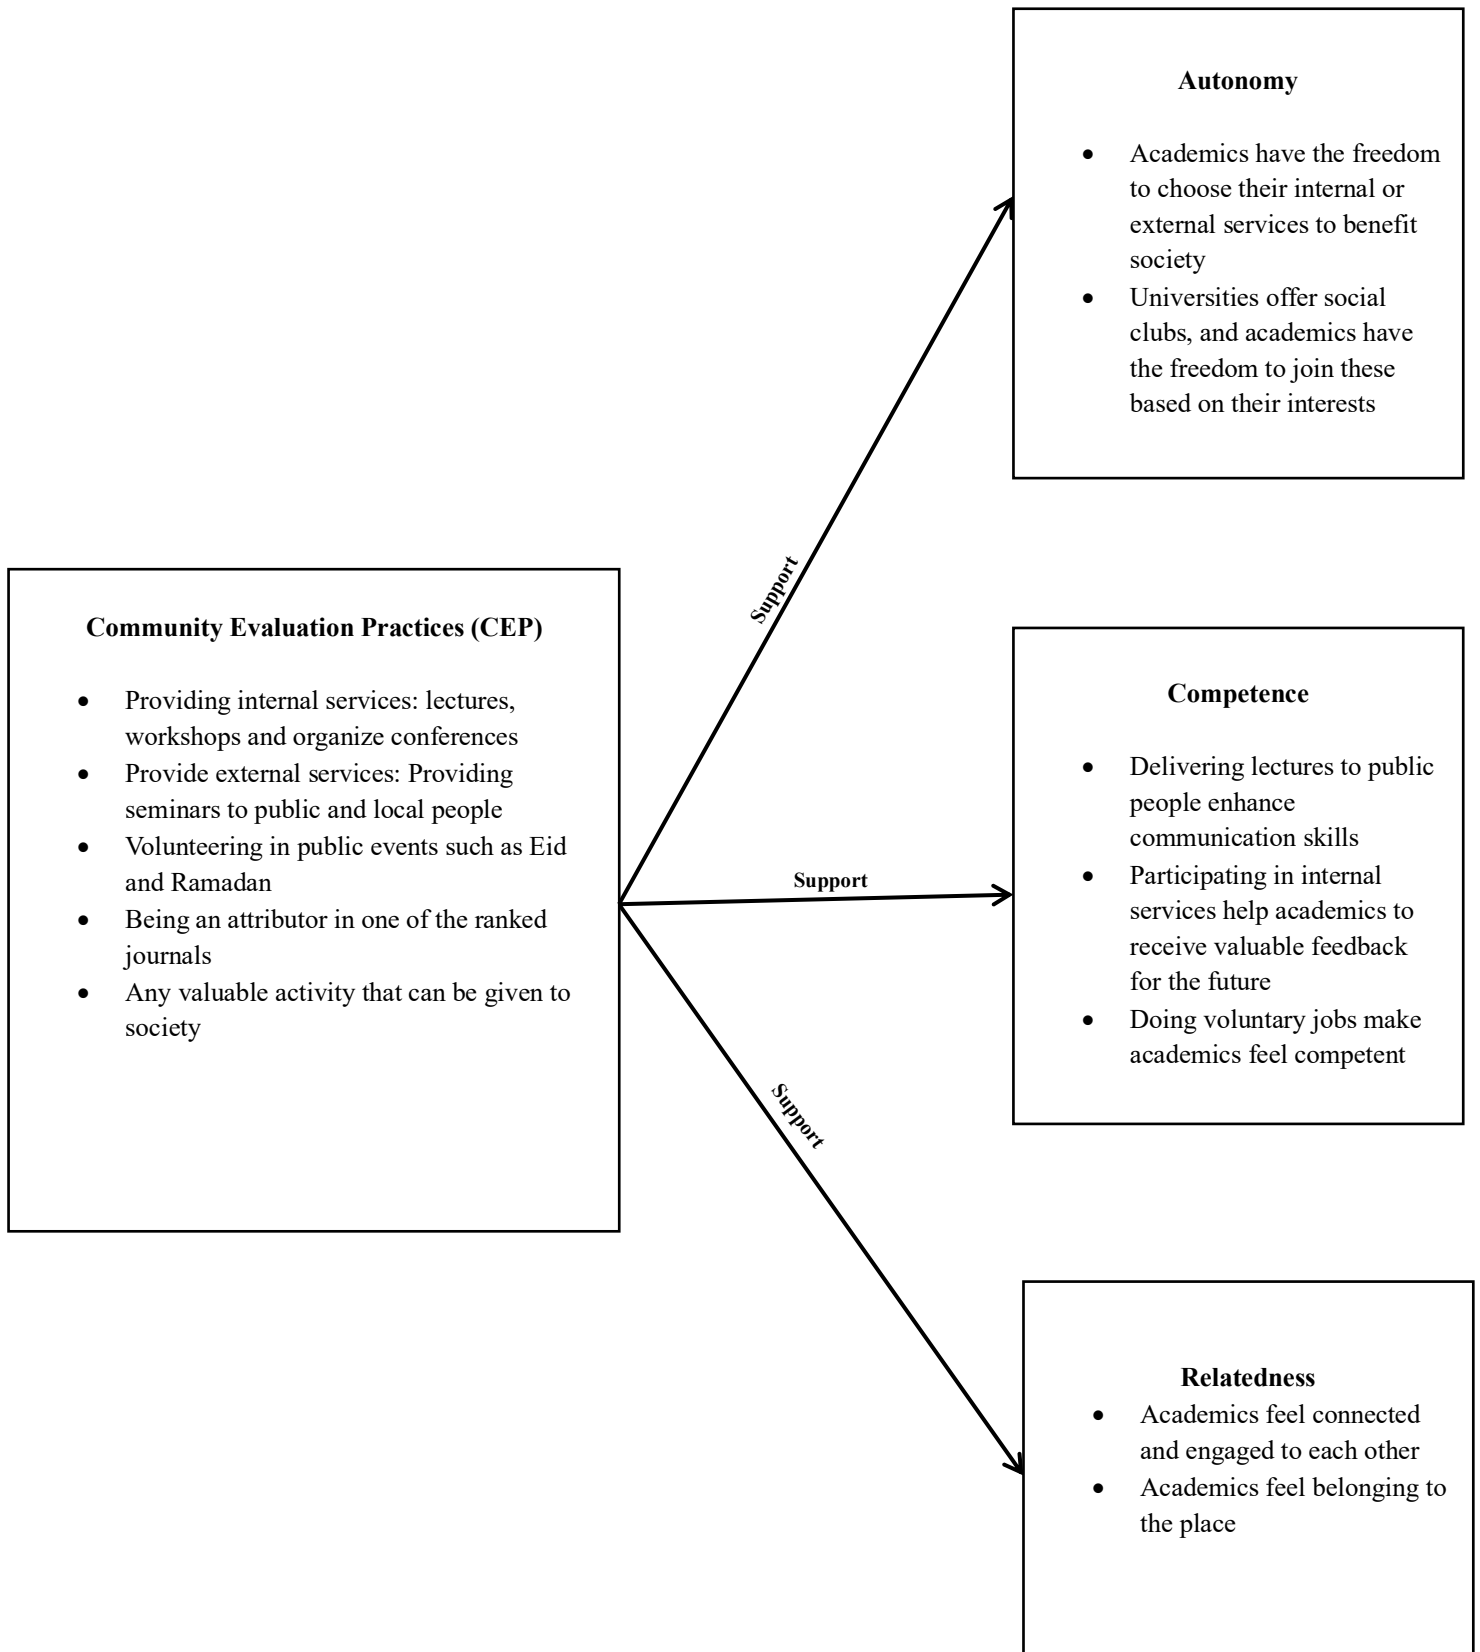 Community Evaluation Practices (CEP)
• Providing internal services: lectures,
workshops and organize conferences
• Provide external services: Providing
seminars to public and local people
• Volunteering in public events such as Eid
and Ramadan
• Being an attributor in one of the ranked
journals
• Any valuable activity that can be given to
society
Support
Autonomy
• Academics have the freedom
to choose their internal or
external services to benefit
society
• Universities offer social
clubs, and academics have
the freedom to join these
based on their interests
Support
Competence
• Delivering lectures to public
people enhance
communication skills
• Participating in internal
services help academics to
receive valuable feedback
for the future
• Doing voluntary jobs make
academics feel competent
Support
Relatedness
• Academics feel connected
and engaged to each other
• Academics feel belonging to
the place